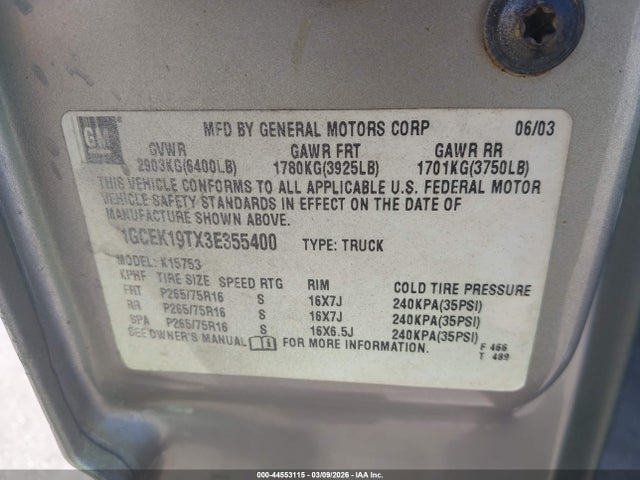 GM
MFD BY GENERAL MOTORS CORP 06/03
GVWR GAWR FRT GAWR RR
2903KG(6400LB) 1780KG(3925LB) 1701KG(3750LB)
THIS VEHICLE CONFORMS TO ALL APPLICABLE U.S. FEDERAL MOTOR
VEHICLE SAFETY STANDARDS IN EFFECT ON THE DATE OF
MANUFACTURE SHOWN ABOVE.
1GCEK19TX3E355400 TYPE: TRUCK
MODEL: K15753
KPHF TIRE SIZE SPEED RTG RIM COLD TIRE PRESSURE
FRT P265/75R16 S 16X7J 240KPA(35PSI)
RR P265/75R16 S 16X7J 240KPA(35PSI)
SPA P265/75R16 S 16X6.5J 240KPA(35PSI)
SEE OWNER'S MANUAL FOR MORE INFORMATION.
F 466
T 489
000-44553115 - 03/09/2026 - IAAI.com